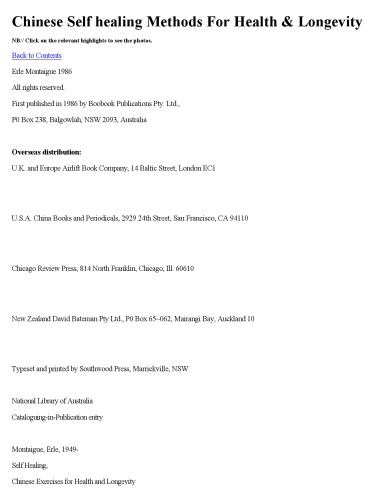 Chinese Self healing Methods For Health & Longevity
NB// Click on the relevant highlights to see the photos.
Back to Contents
Erle Montaigue 1986
All rights reserved.
First published in 1986 by Boobook Publications Pty. Ltd.,
P0 Box 238, Balgowlah, NSW 2093, Australia
Overseas distribution:
U.K. and Europe Airlift Book Company, 14 Baltic Street, London EC1
U.S.A. China Books and Periodicals, 2929 24th Street, San Francisco, CA 94110
Chicago Review Press, 814 North Franklin, Chicago, Ill. 60610
New Zealand David Bateman Pty Ltd., P0 Box 65–062, Mairangi Bay, Auckland 10
Typeset and printed by Southwood Press, Marrickville, NSW
National Library of Australia
Cataloguing-in-Publication entry
Montaigue, Erle, 1949-
Self Healing,
Chinese Exercises for Health and Longevity